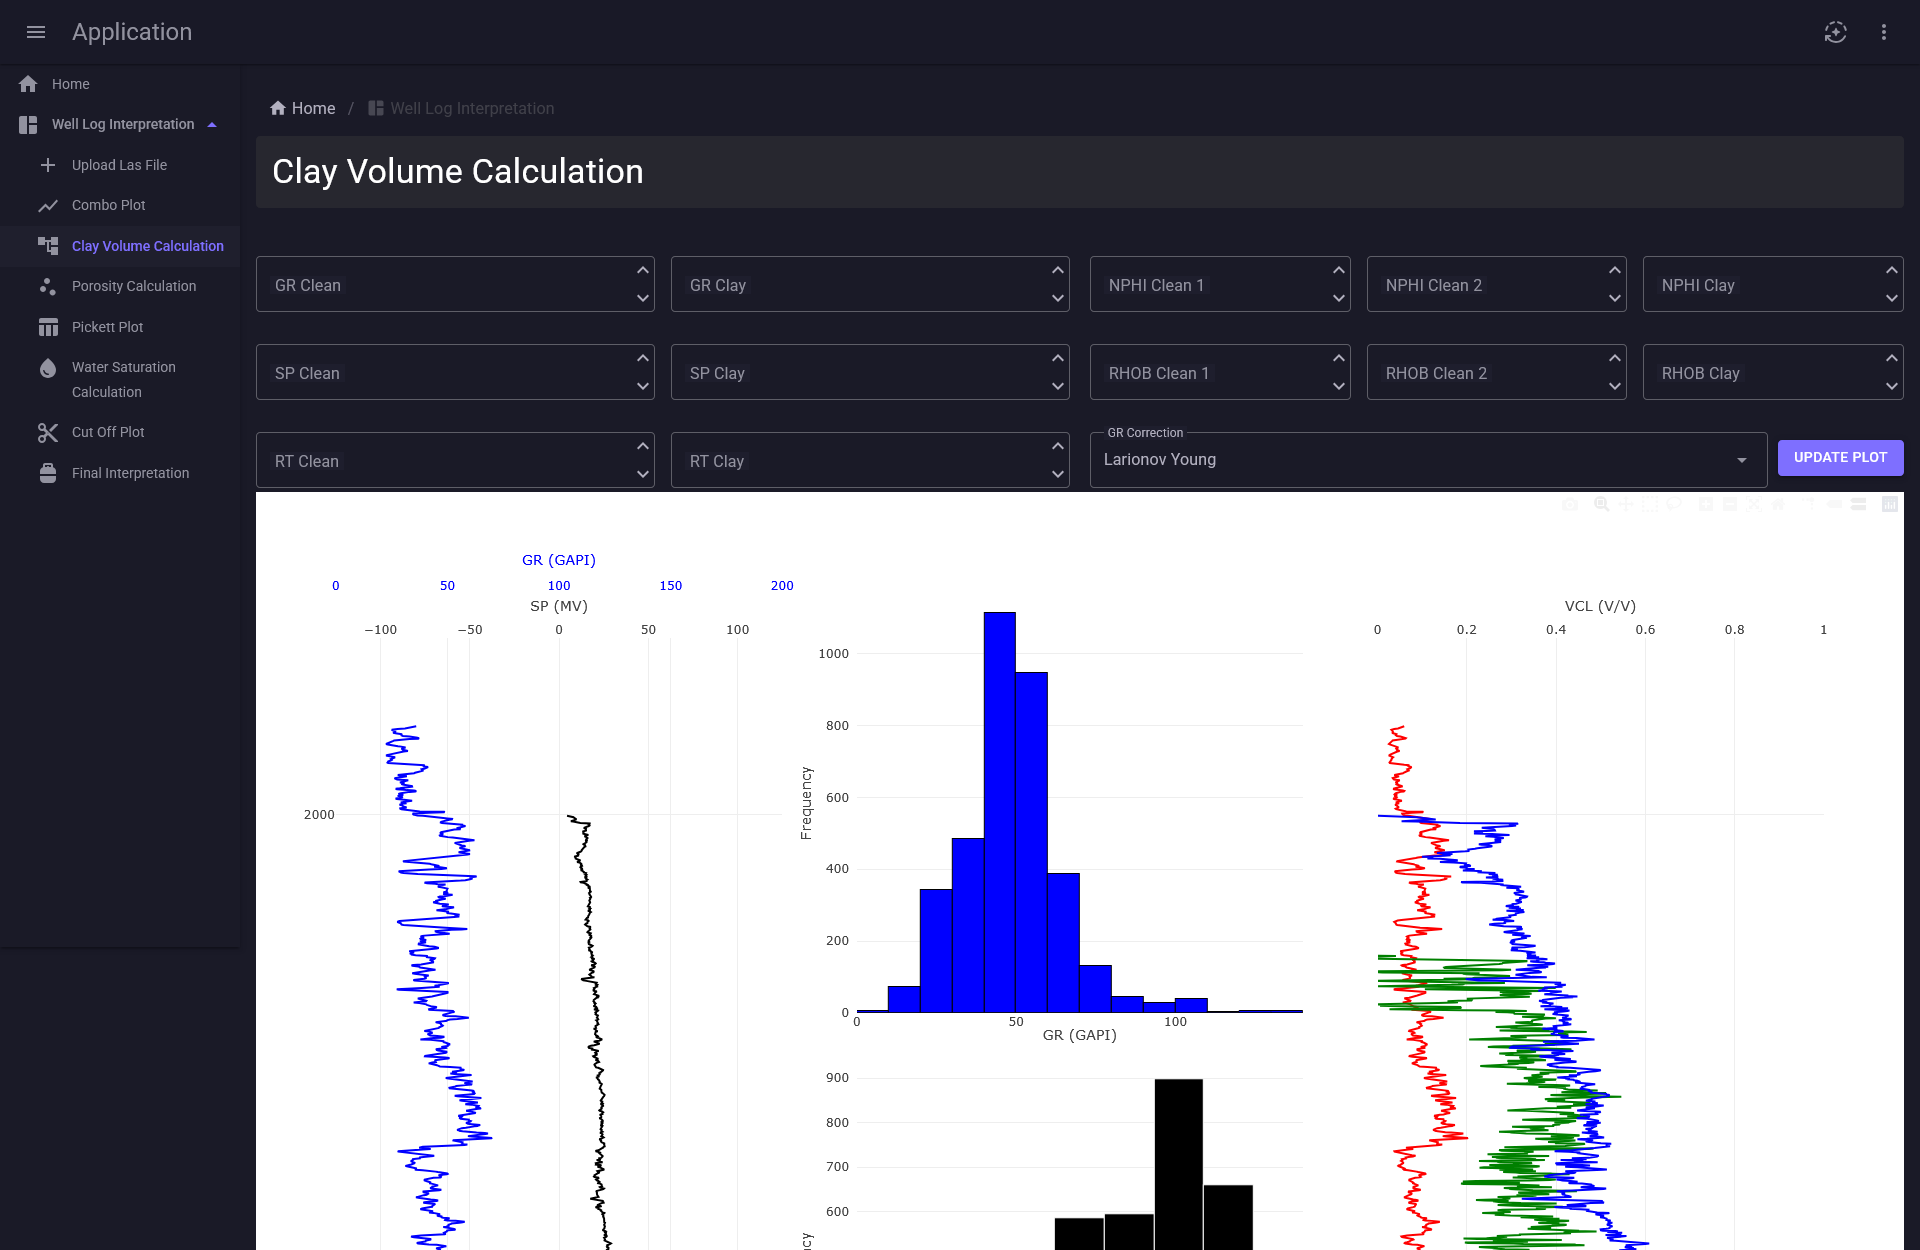 Application
Home
Well Log Interpretation
Upload Las File
Combo Plot
Clay Volume Calculation
Porosity Calculation
Pickett Plot
Water Saturation
Calculation
Cut Off Plot
Final Interpretation
Home / Well Log Interpretation
Clay Volume Calculation
GR Clean GR Clay NPHI Clean 1 NPHI Clean 2 NPHI Clay
SP Clean SP Clay RHOB Clean 1 RHOB Clean 2 RHOB Clay
GR Correction
RT Clean RT Clay Larionov Young UPDATE PLOT
GR (GAPI)
0 50 100 150 200
SP (MV)
−100 −50 0 50 100
2000
1000
800
600
400
200
0
Frequency
0 50 100
GR (GAPI)
900
800
700
600
VCL (V/V)
0 0.2 0.4 0.6 0.8 1